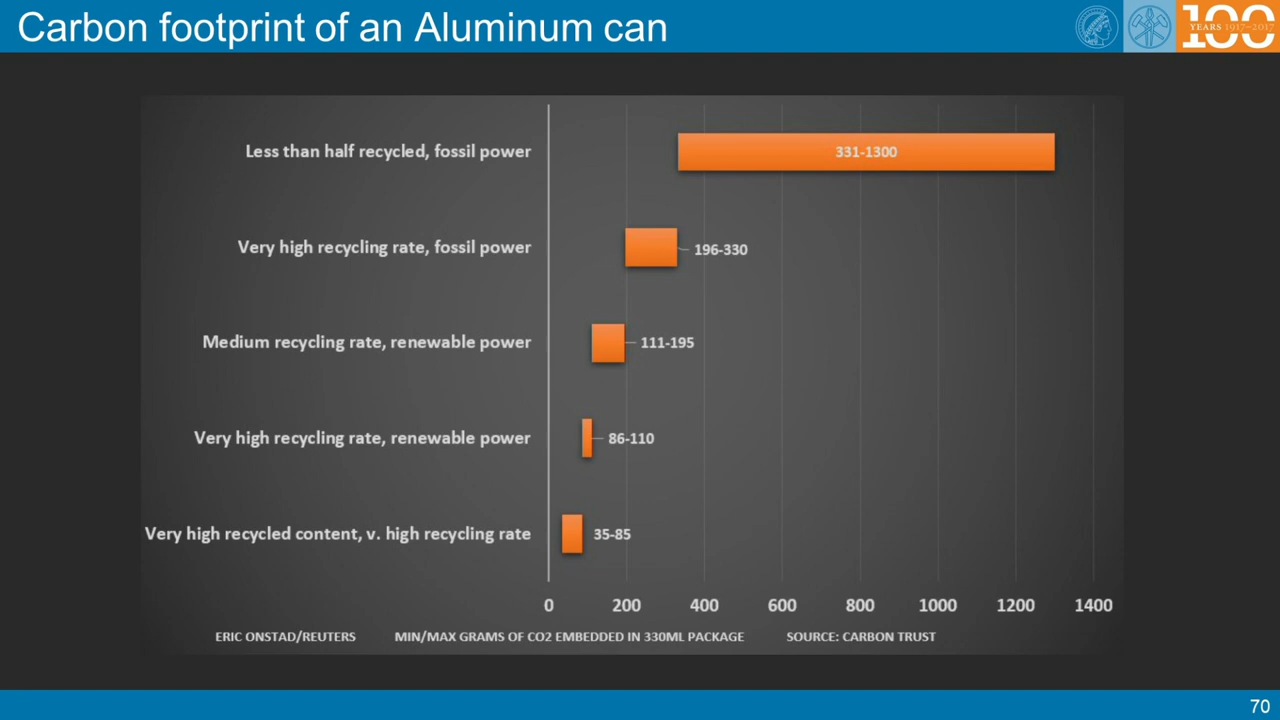 Carbon footprint of an Aluminum can
100
YEARS 1917–2017
Less than half recycled, fossil power
331-1300
Very high recycling rate, fossil power
196-330
Medium recycling rate, renewable power
111-195
Very high recycling rate, renewable power
86-110
Very high recycled content, v. high recycling rate
35-85
0 200 400 600 800 1000 1200 1400
ERIC ONSTAD/REUTERS MIN/MAX GRAMS OF CO2 EMBEDDED IN 330ML PACKAGE SOURCE: CARBON TRUST
70